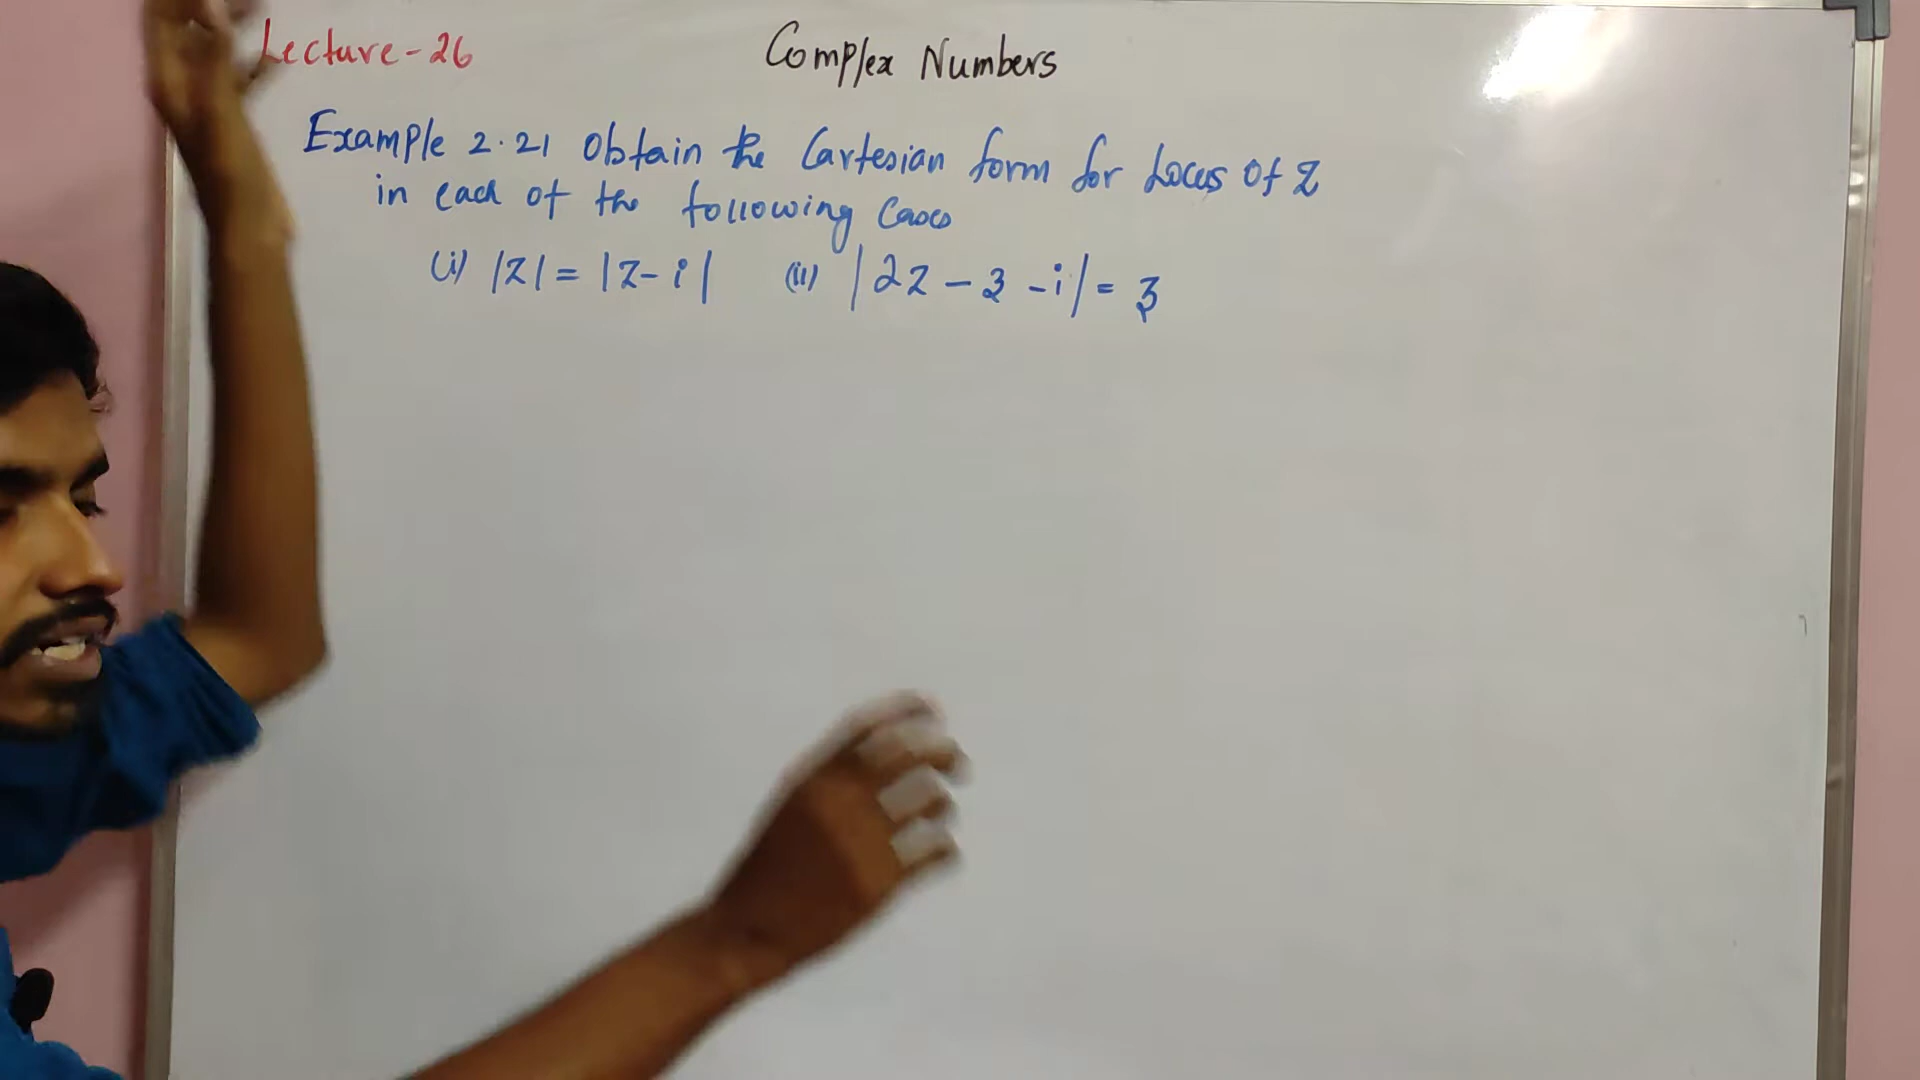 Lecture-26
Complex Numbers
Example 2.21 Obtain the Cartesian form for Locus of Z
in each of the following Cases
(i) |Z| = |Z - i| (ii) |2Z - 3 - i| = 3